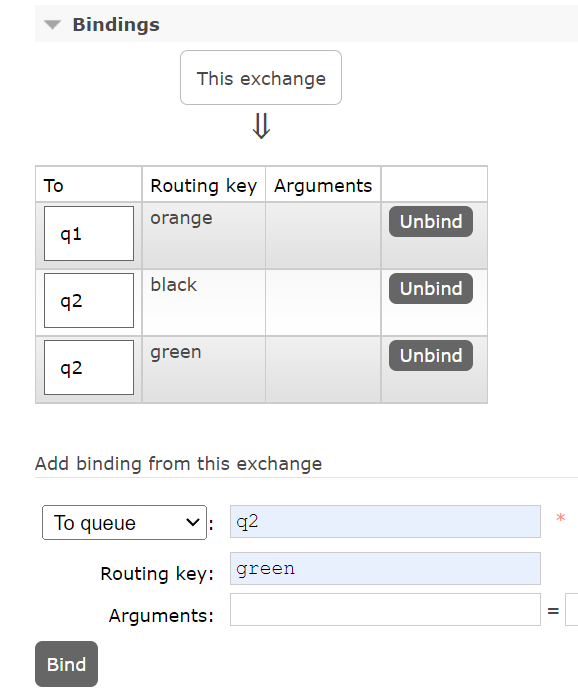 Bindings
This exchange
⇓
To Routing key Arguments
q1 orange Unbind
q2 black Unbind
q2 green Unbind
Add binding from this exchange
To queue : q2 *
Routing key: green
Arguments: =
Bind